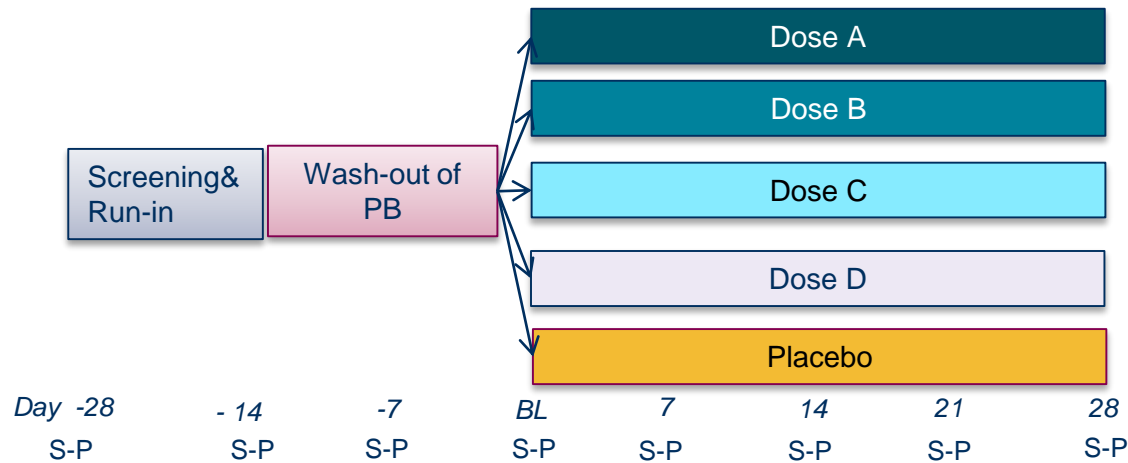 Dose A
Dose B
Screening&
Run-in
Wash-out of
PB
Dose C
Dose D
Placebo
Day -28 - 14 -7 BL 7 14 21 28
S-P S-P S-P S-P S-P S-P S-P S-P